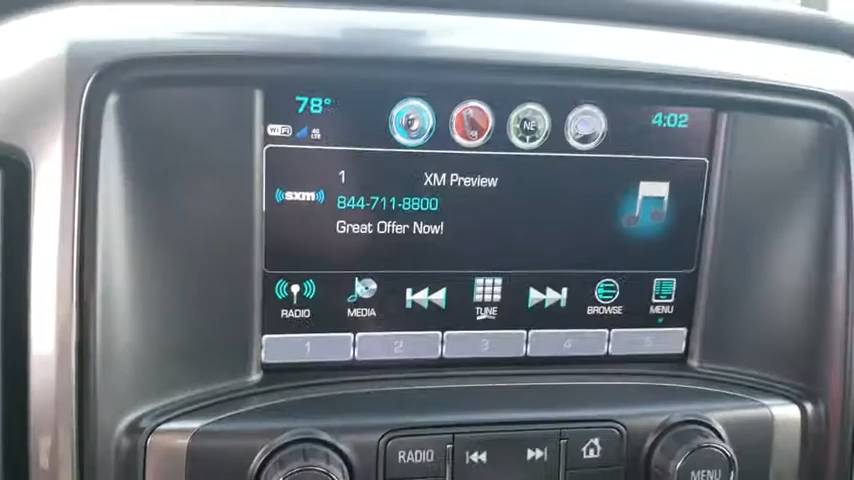 78°
4:02
WiFi 4G LTE
NE
1 XM Preview
((sxm))
844-711-8800
Great Offer Now!
RADIO MEDIA TUNE BROWSE MENU
1 2 3 4 5
RADIO
MENU